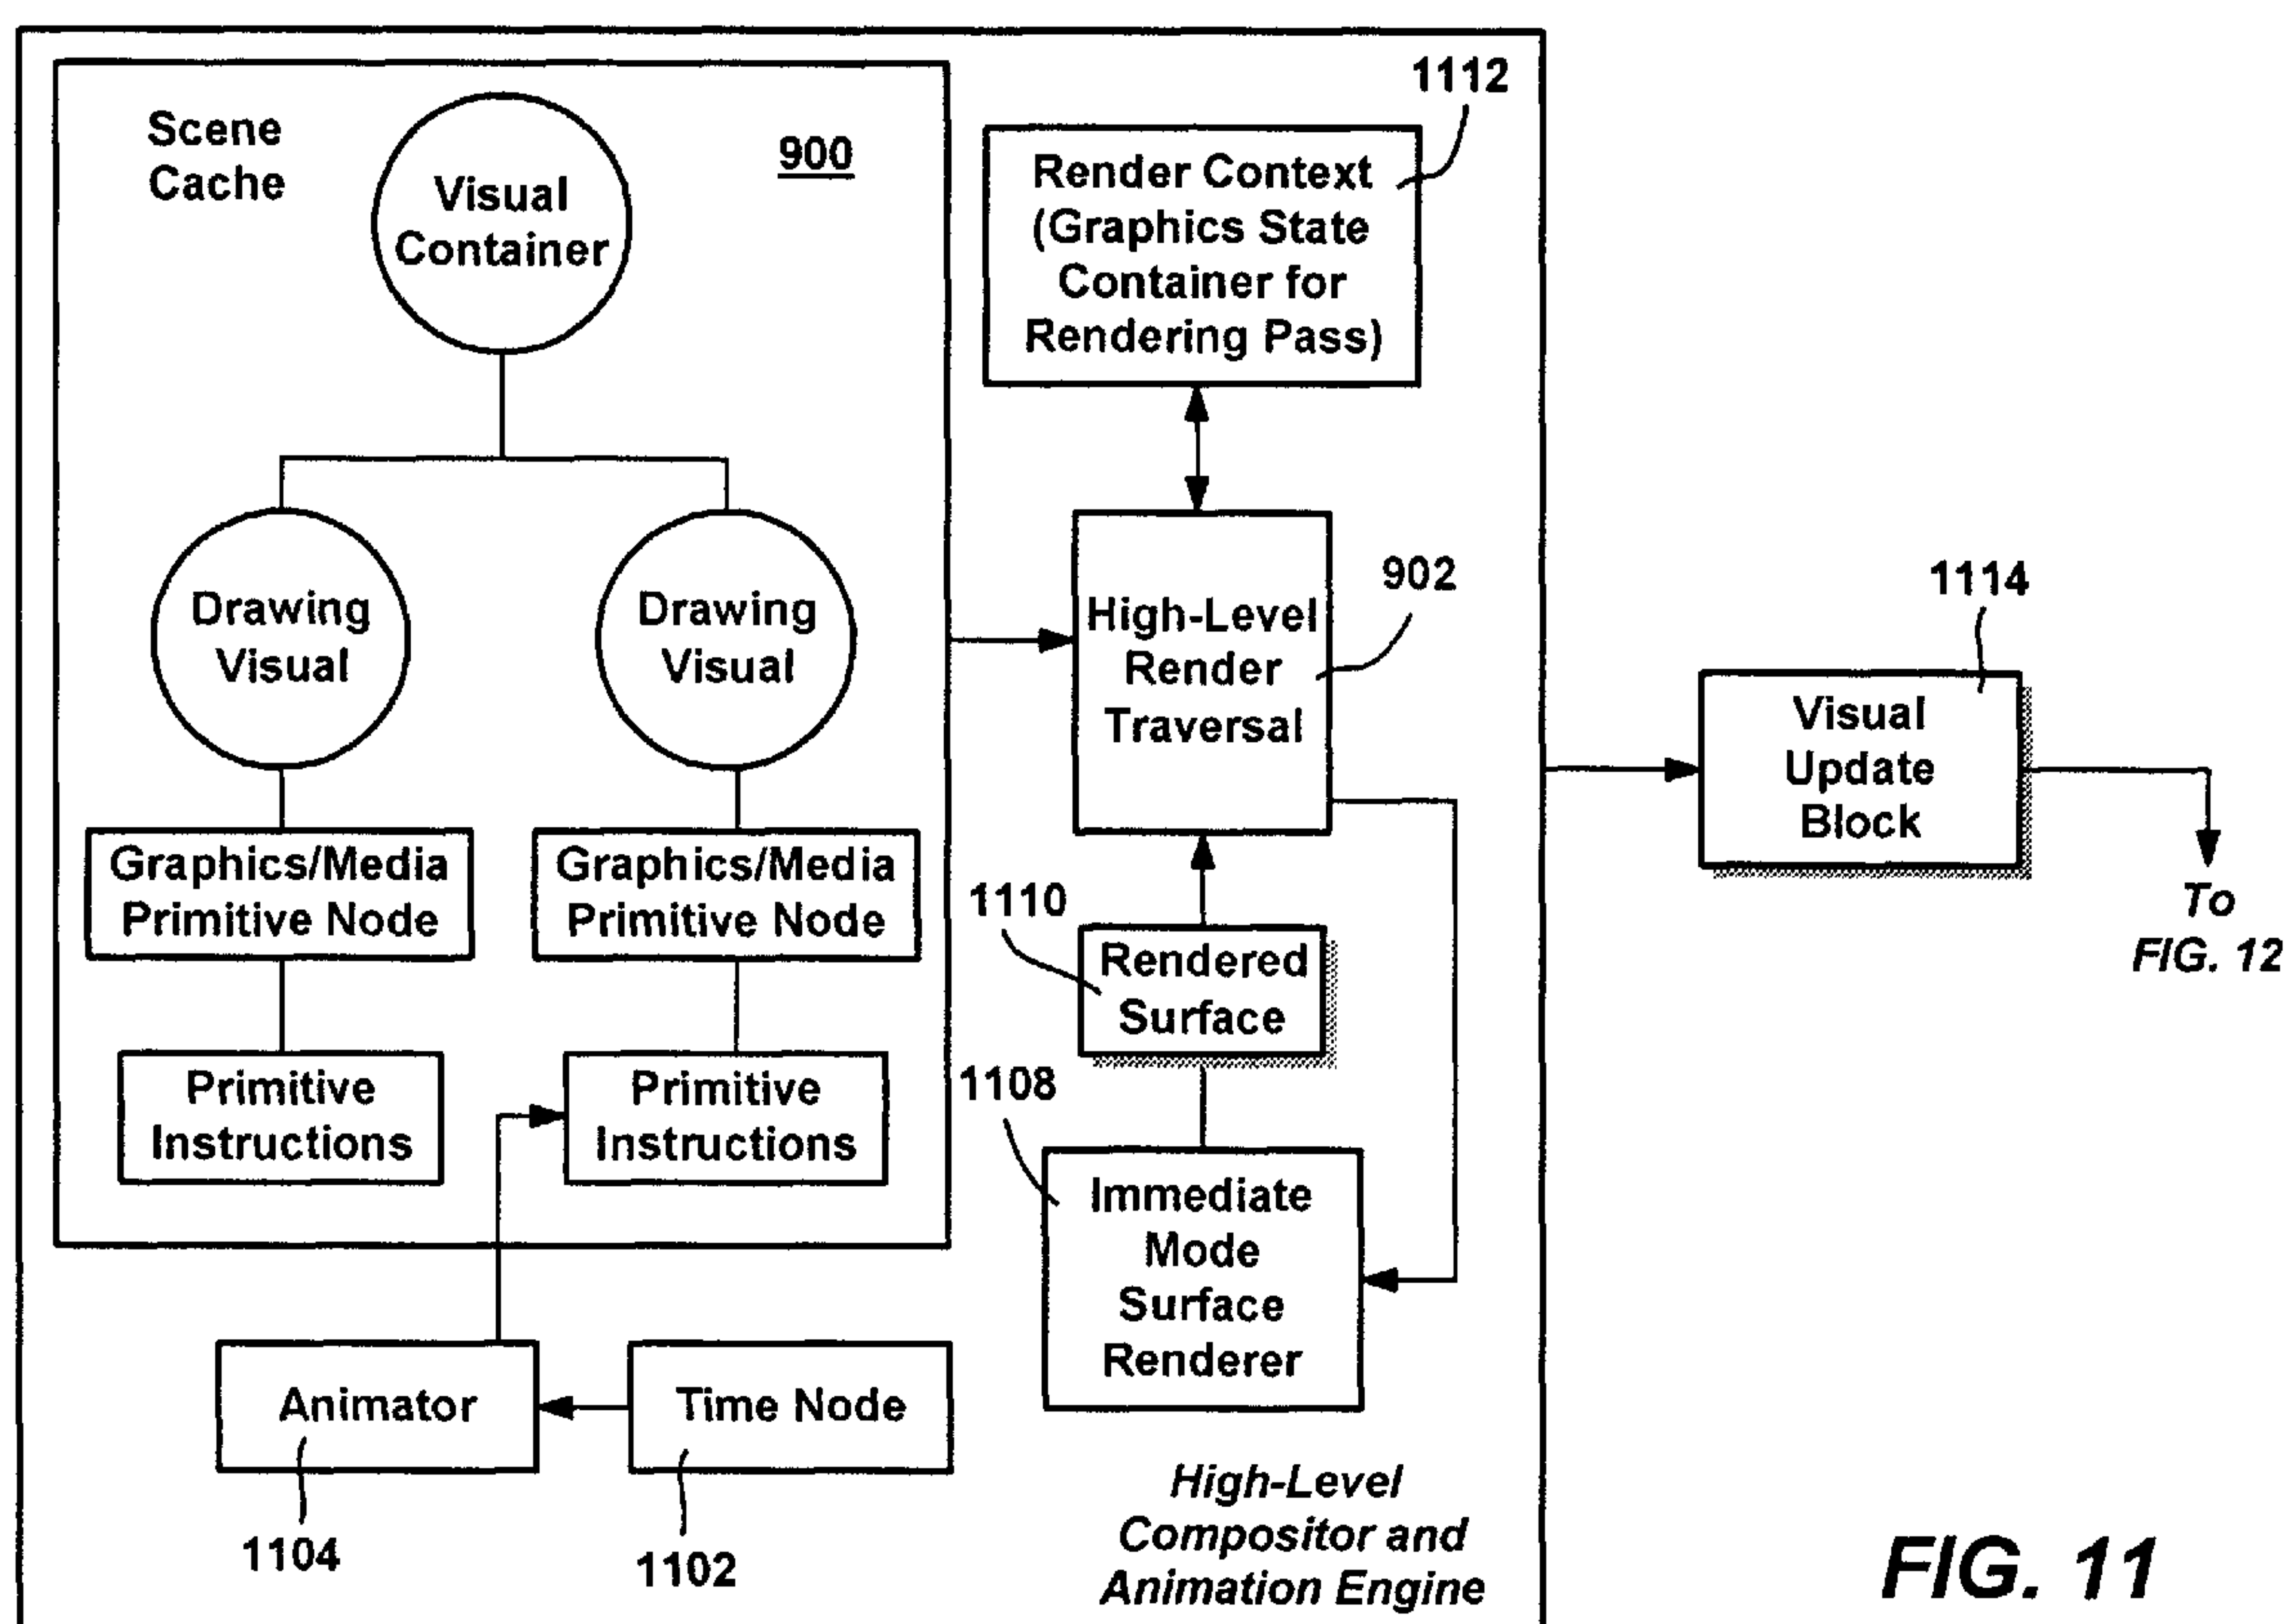 Scene
Cache
900
Visual
Container
Drawing
Visual
Drawing
Visual
Graphics/Media
Primitive Node
Graphics/Media
Primitive Node
Primitive
Instructions
Primitive
Instructions
Animator
1104
Time Node
1102
1112
Render Context
(Graphics State
Container for
Rendering Pass)
902
High-Level
Render
Traversal
1110
Rendered
Surface
1108
Immediate
Mode
Surface
Renderer
High-Level
Compositor and
Animation Engine
1114
Visual
Update
Block
To
FIG. 12
FIG. 11